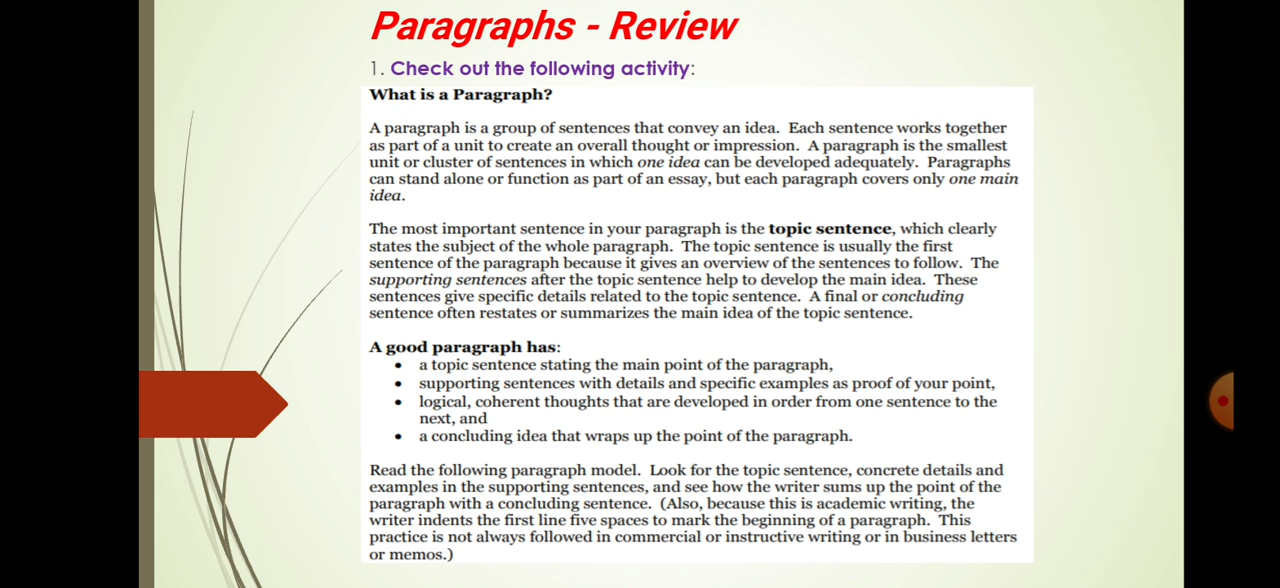 Paragraphs - Review
1. Check out the following activity:
What is a Paragraph?
A paragraph is a group of sentences that convey an idea. Each sentence works together
as part of a unit to create an overall thought or impression. A paragraph is the smallest
unit or cluster of sentences in which one idea can be developed adequately. Paragraphs
can stand alone or function as part of an essay, but each paragraph covers only one main
idea.
The most important sentence in your paragraph is the topic sentence, which clearly
states the subject of the whole paragraph. The topic sentence is usually the first
sentence of the paragraph because it gives an overview of the sentences to follow. The
supporting sentences after the topic sentence help to develop the main idea. These
sentences give specific details related to the topic sentence. A final or concluding
sentence often restates or summarizes the main idea of the topic sentence.
A good paragraph has:
• a topic sentence stating the main point of the paragraph,
• supporting sentences with details and specific examples as proof of your point,
• logical, coherent thoughts that are developed in order from one sentence to the
next, and
• a concluding idea that wraps up the point of the paragraph.
Read the following paragraph model. Look for the topic sentence, concrete details and
examples in the supporting sentences, and see how the writer sums up the point of the
paragraph with a concluding sentence. (Also, because this is academic writing, the
writer indents the first line five spaces to mark the beginning of a paragraph. This
practice is not always followed in commercial or instructive writing or in business letters
or memos.)